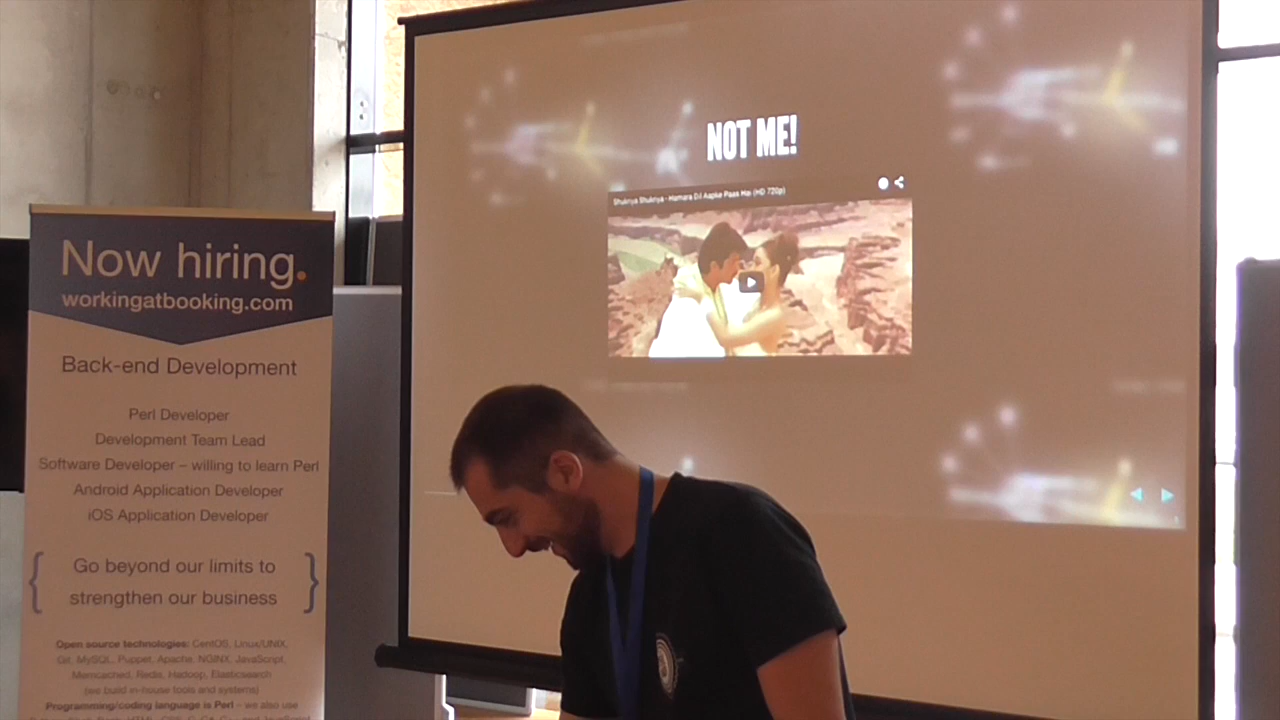 Now hiring.
workingatbooking.com
Back-end Development
Perl Developer
Development Team Lead
Software Developer – willing to learn Perl
Android Application Developer
iOS Application Developer
{ Go beyond our limits to }
strengthen our business
Open source technologies: CentOS, Linux/UNIX,
Git, MySQL, Puppet, Apache, NGINX, JavaScript,
Memcached, Redis, Hadoop, Elasticsearch
(we build in-house tools and systems)
Programming/coding language is Perl – we also use
NOT ME!
Shukriya Shukriya - Hamara Dil Aapke Paas Hai (HD 720p)